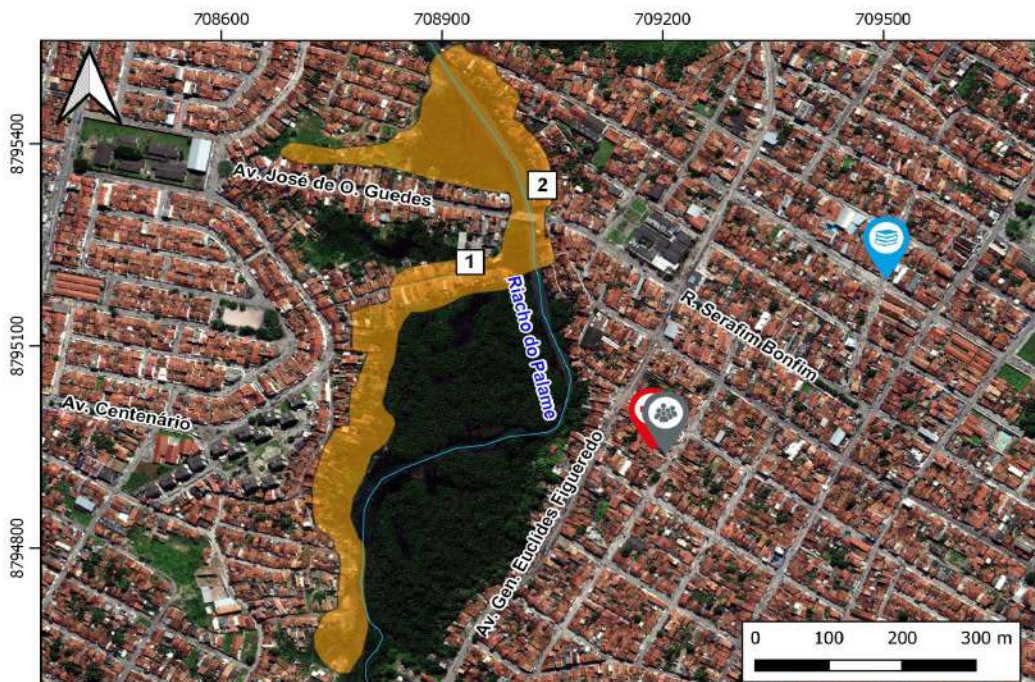 708600
708900
709200
709500
8795400
8795100
8794800
Av. José de O. Guedes
2
1
Riacho do Palame
R. Serafim Bonfim
Av. Centenário
Av. Gen. Euclides Figueredo.
0 100 200 300 m